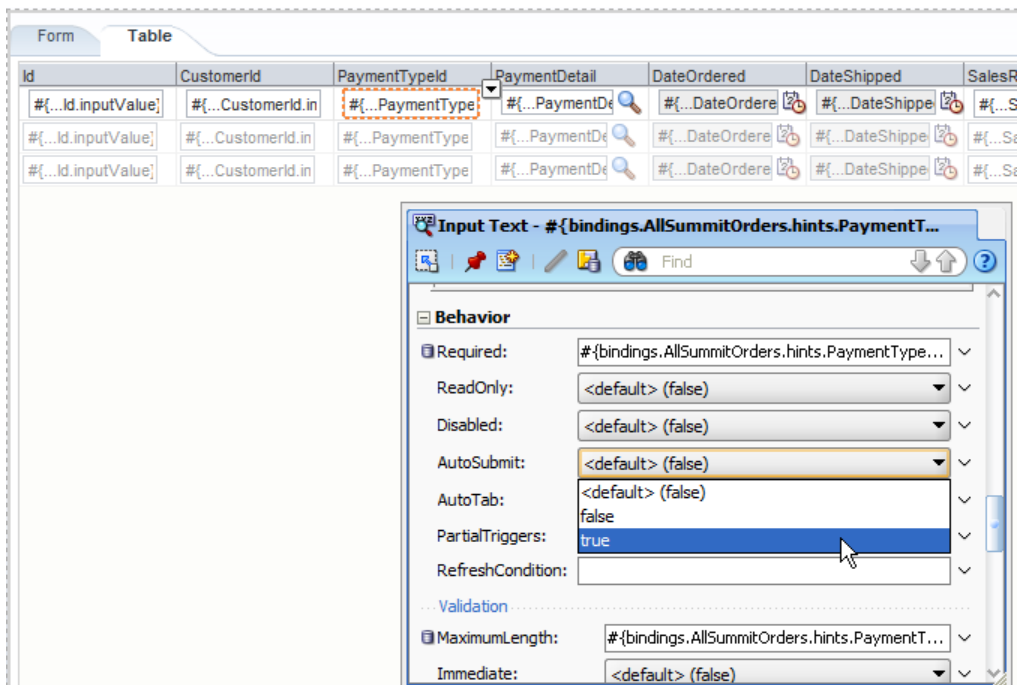 Form Table
Id CustomerId PaymentTypeId PaymentDetail DateOrdered DateShipped SalesR
#{...Id.inputValue} #{...CustomerId.in #{...PaymentType #{...PaymentDe #{...DateOrdere #{...DateShippe #{...S
#{...Id.inputValue} #{...CustomerId.in #{...PaymentType #{...PaymentDe #{...DateOrdere #{...DateShippe #{...Sa
#{...Id.inputValue} #{...CustomerId.in #{...PaymentType #{...PaymentDe #{...DateOrdere #{...DateShippe #{...Sa
Input Text - #{bindings.AllSummitOrders.hints.PaymentT...
Find
Behavior
Required: #{bindings.AllSummitOrders.hints.PaymentType...
ReadOnly: <default> (false)
Disabled: <default> (false)
AutoSubmit: <default> (false)
<default> (false)
AutoTab:
false
PartialTriggers: true
RefreshCondition:
Validation
MaximumLength: #{bindings.AllSummitOrders.hints.PaymentT...
Immediate: <default> (false)